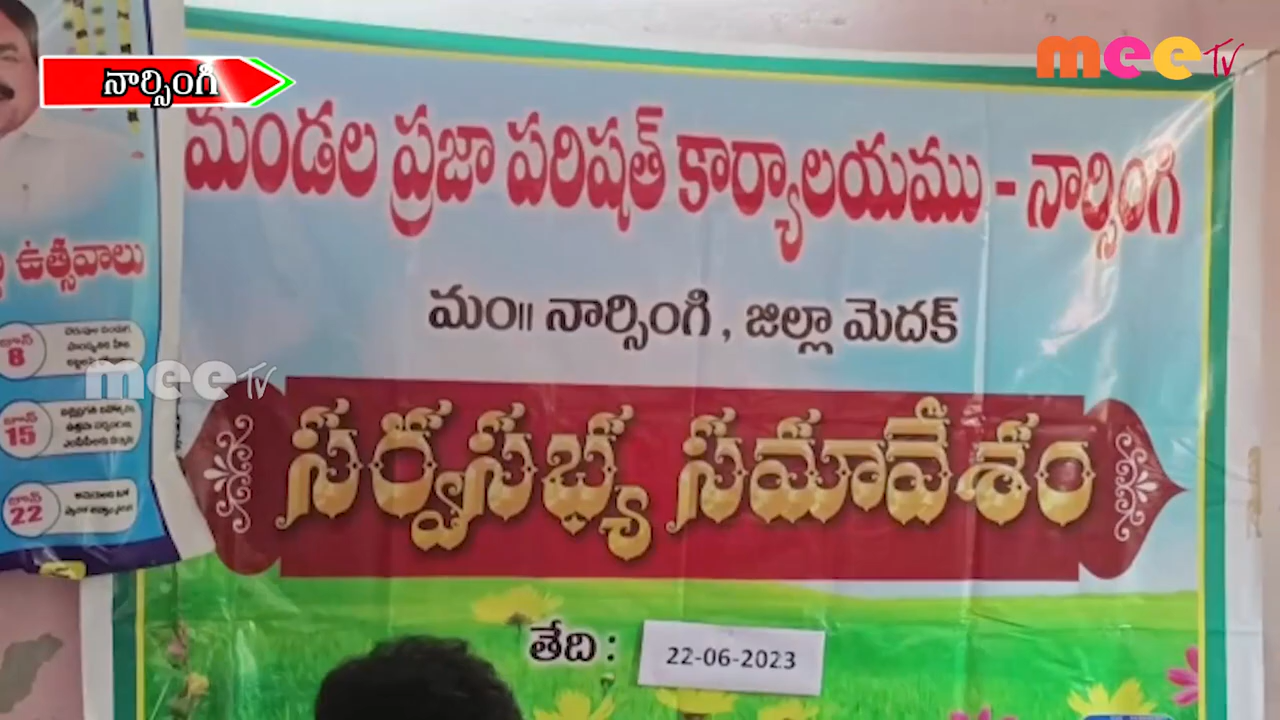 mee TV
నార్సింగి
మండల ప్రజా పరిషత్ కార్యాలయము - నార్సింగి
మం॥ నార్సింగి , జిల్లా మెదక్
సర్వసభ్య సమావేశం
తేది :
22-06-2023
ఉత్సవాలు
జూన్
8
జూన్
15
జూన్
22
mee TV